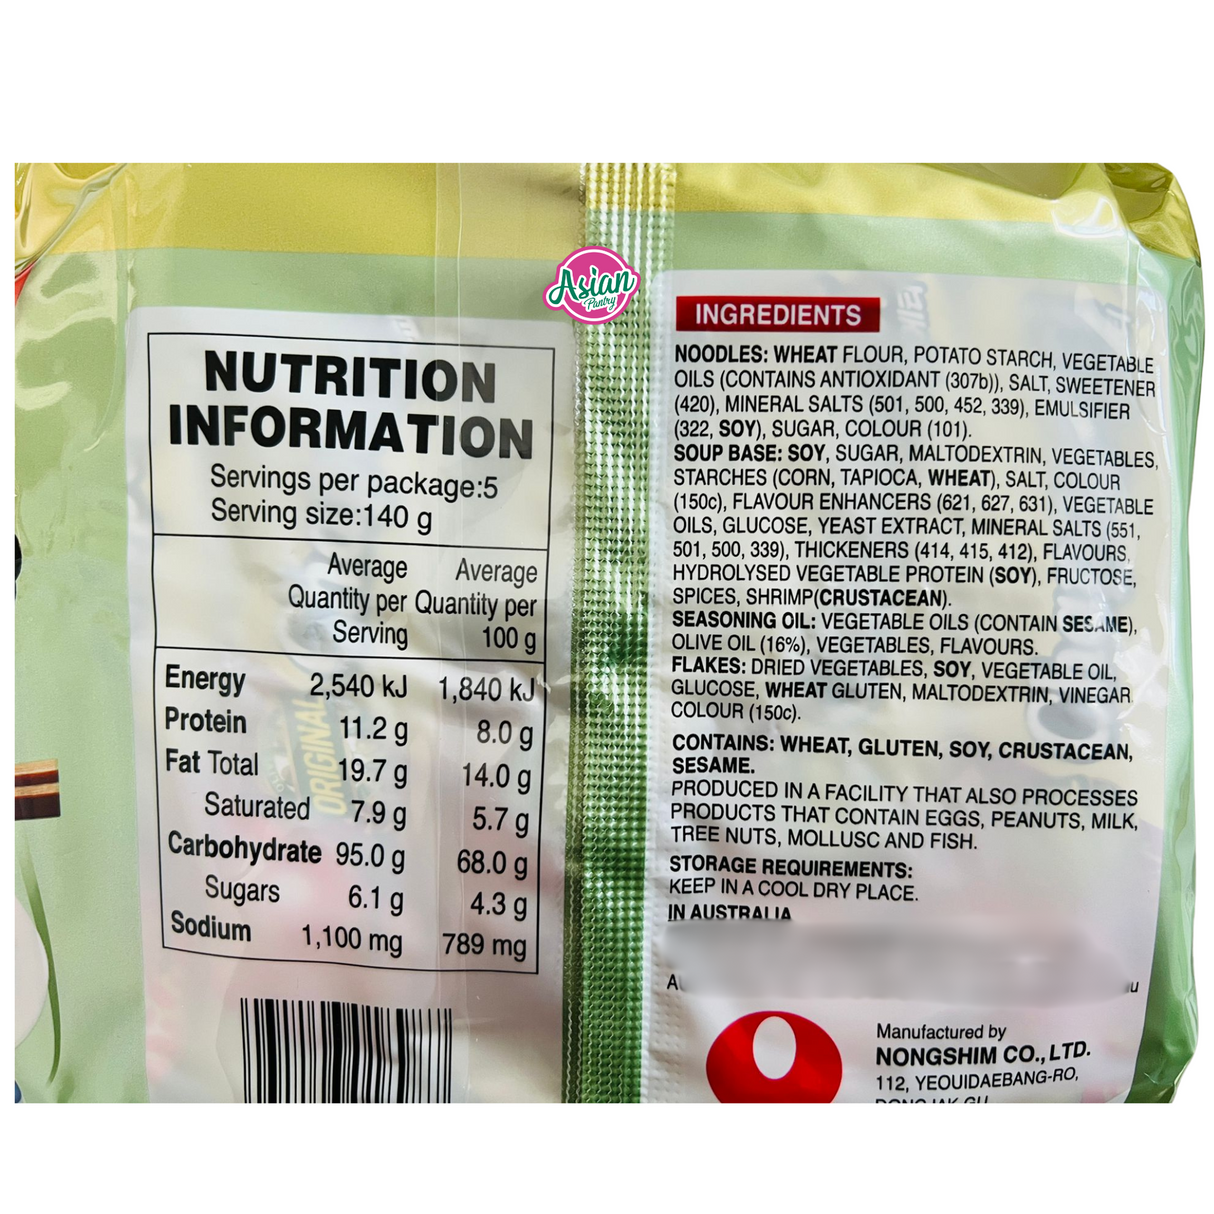 Asian
Pantry
NUTRITION
INFORMATION
Servings per package:5
Serving size:140 g
Average Average
Quantity per Quantity per
Serving 100 g
Energy 2,540 kJ 1,840 kJ
Protein 11.2 g 8.0 g
Fat Total 19.7 g 14.0 g
Saturated 7.9 g 5.7 g
Carbohydrate 95.0 g 68.0 g
Sugars 6.1 g 4.3 g
Sodium 1,100 mg 789 mg
ORIGINAL
INGREDIENTS
NOODLES: WHEAT FLOUR, POTATO STARCH, VEGETABLE
OILS (CONTAINS ANTIOXIDANT (307b)), SALT, SWEETENER
(420), MINERAL SALTS (501, 500, 452, 339), EMULSIFIER
(322, SOY), SUGAR, COLOUR (101).
SOUP BASE: SOY, SUGAR, MALTODEXTRIN, VEGETABLES,
STARCHES (CORN, TAPIOCA, WHEAT), SALT, COLOUR
(150c), FLAVOUR ENHANCERS (621, 627, 631), VEGETABLE
OILS, GLUCOSE, YEAST EXTRACT, MINERAL SALTS (551,
501, 500, 339), THICKENERS (414, 415, 412), FLAVOURS,
HYDROLYSED VEGETABLE PROTEIN (SOY), FRUCTOSE,
SPICES, SHRIMP(CRUSTACEAN).
SEASONING OIL: VEGETABLE OILS (CONTAIN SESAME),
OLIVE OIL (16%), VEGETABLES, FLAVOURS.
FLAKES: DRIED VEGETABLES, SOY, VEGETABLE OIL,
GLUCOSE, WHEAT GLUTEN, MALTODEXTRIN, VINEGAR
COLOUR (150c).
CONTAINS: WHEAT, GLUTEN, SOY, CRUSTACEAN,
SESAME.
PRODUCED IN A FACILITY THAT ALSO PROCESSES
PRODUCTS THAT CONTAIN EGGS, PEANUTS, MILK,
TREE NUTS, MOLLUSC AND FISH.
STORAGE REQUIREMENTS:
KEEP IN A COOL DRY PLACE.
IN AUSTRALIA
Manufactured by
NONGSHIM CO., LTD.
112, YEOUIDAEBANG-RO,
DONGJAK-GU